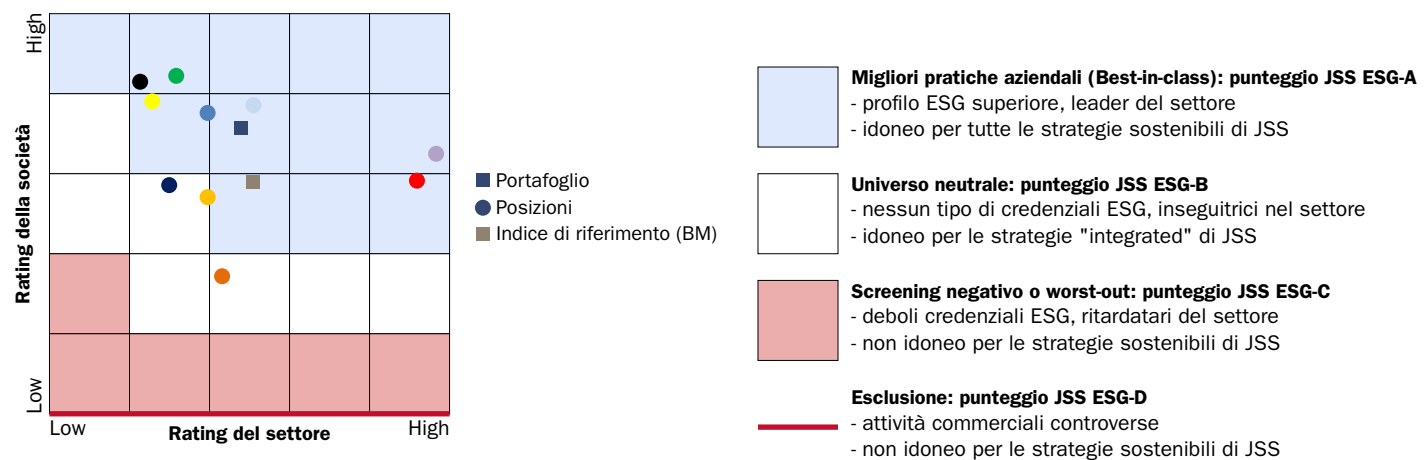 High
Rating della società
Low
Low
Rating del settore
High
Portafoglio
Posizioni
Indice di riferimento (BM)
Migliori pratiche aziendali (Best-in-class): punteggio JSS ESG-A
- profilo ESG superiore, leader del settore
- idoneo per tutte le strategie sostenibili di JSS
Universo neutrale: punteggio JSS ESG-B
- nessun tipo di credenziali ESG, inseguitrici nel settore
- idoneo per le strategie "integrated" di JSS
Screening negativo o worst-out: punteggio JSS ESG-C
- deboli credenziali ESG, ritardatari del settore
- non idoneo per le strategie sostenibili di JSS
Esclusione: punteggio JSS ESG-D
- attività commerciali controverse
- non idoneo per le strategie sostenibili di JSS